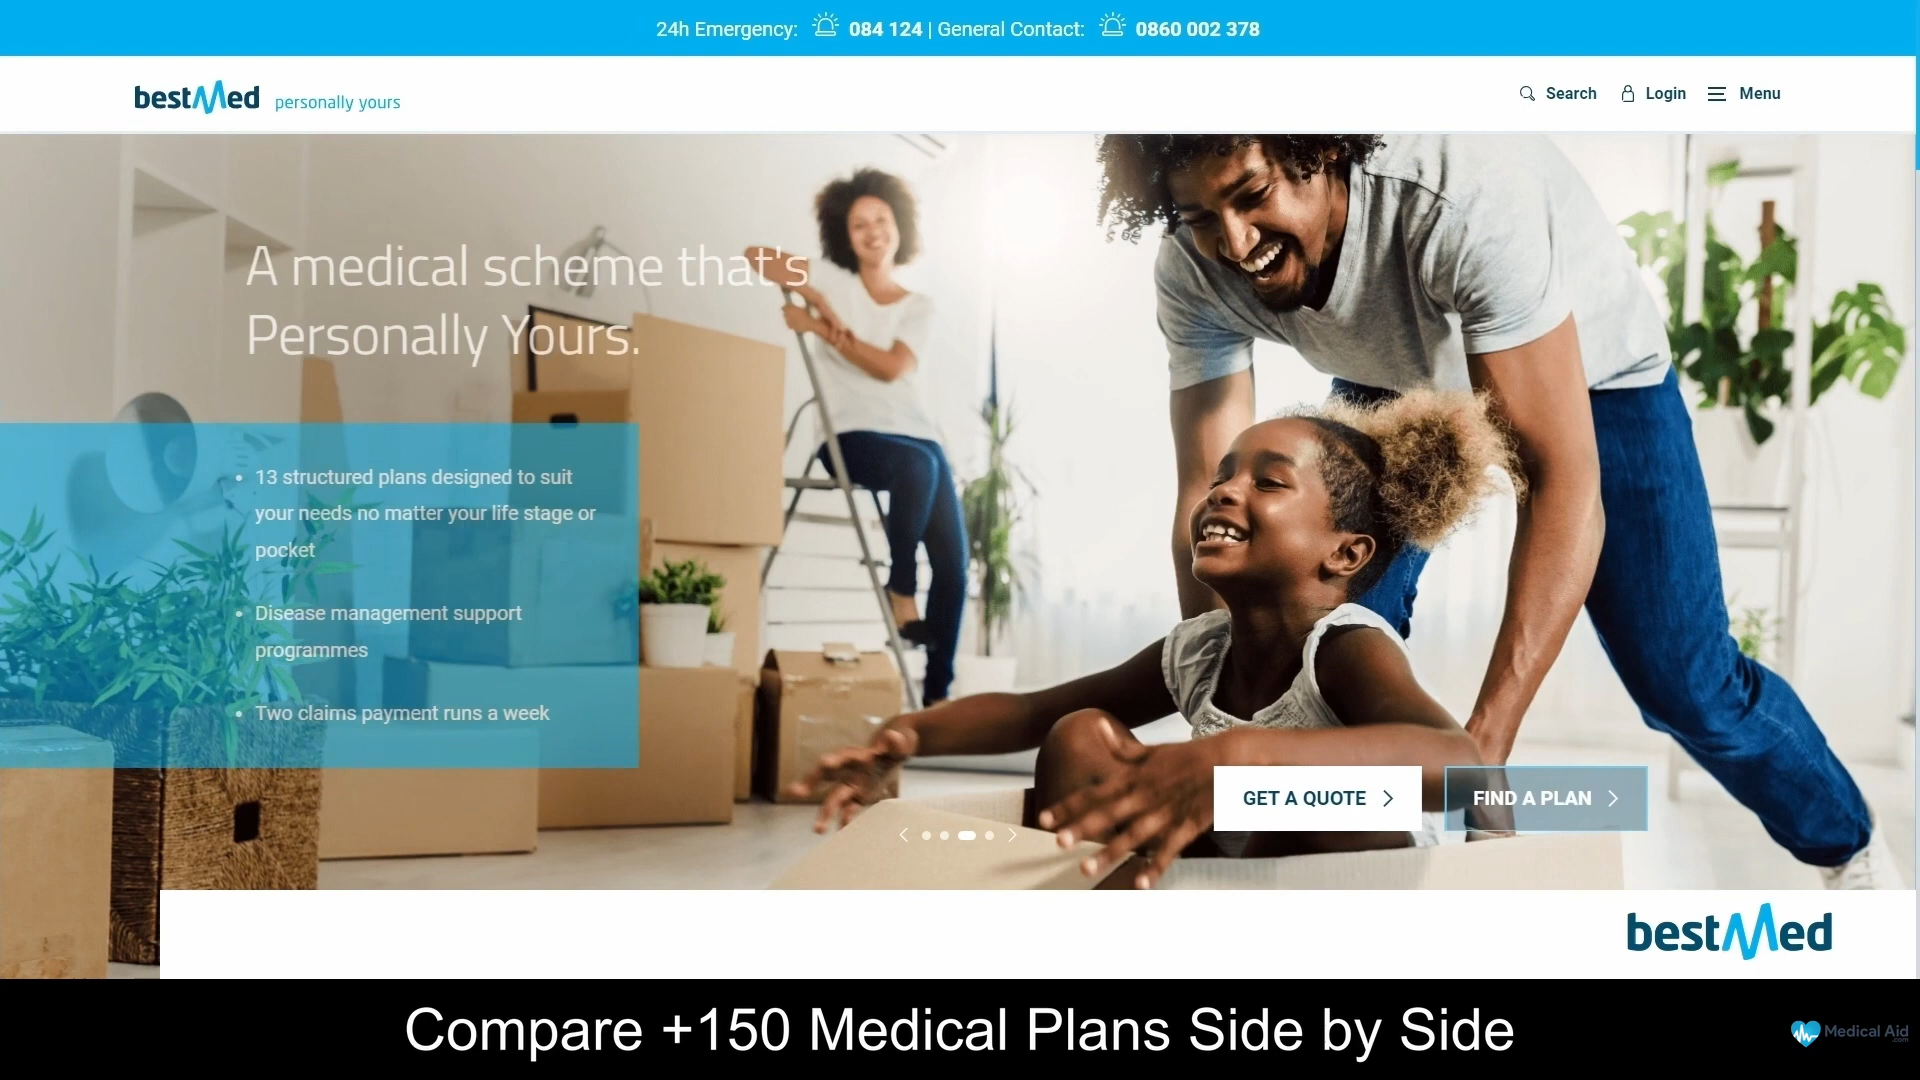 24h Emergency: 084 124 | General Contact: 0860 002 378
bestMed personally yours
Search Login Menu
A medical scheme that's
Personally Yours.
• 13 structured plans designed to suit
your needs no matter your life stage or
pocket
• Disease management support
programmes
• Two claims payment runs a week
GET A QUOTE
FIND A PLAN
bestMed
Compare +150 Medical Plans Side by Side
Medical Aid
.com